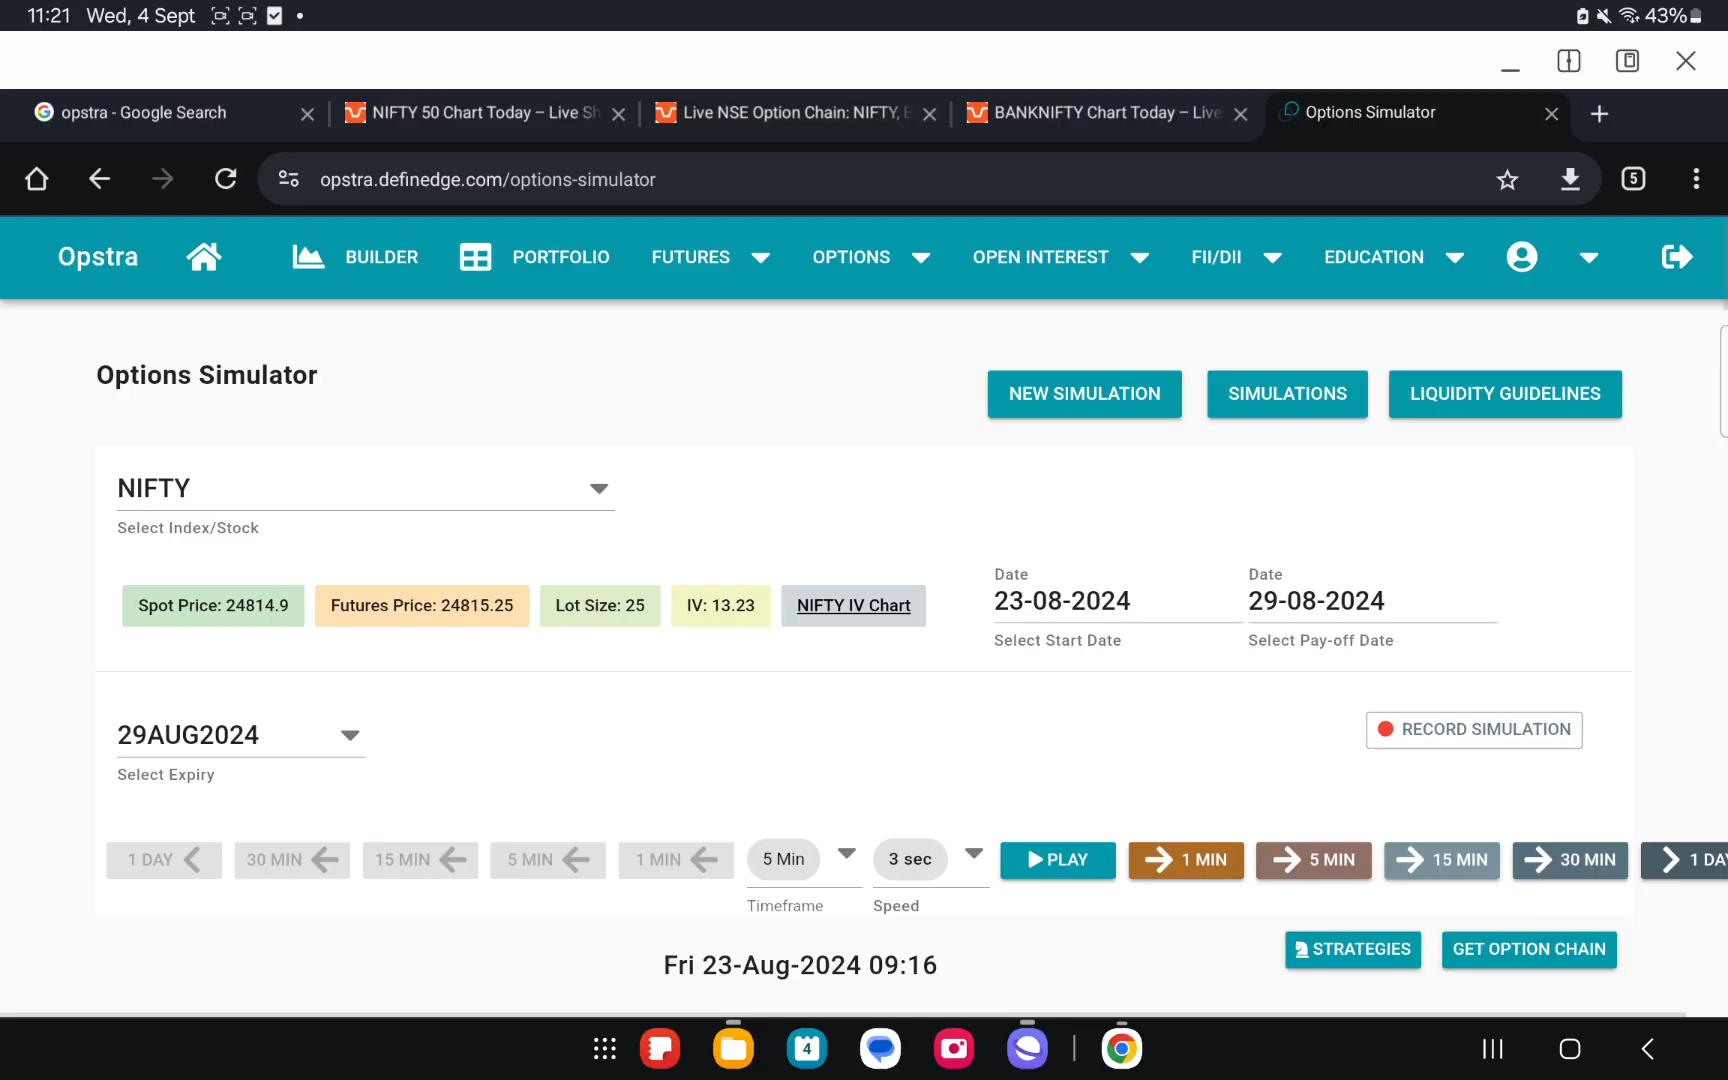 11:21 Wed, 4 Sept 43%
opstra - Google Search NIFTY 50 Chart Today – Live Sh Live NSE Option Chain: NIFTY, B BANKNIFTY Chart Today – Live Options Simulator
opstra.definedge.com/options-simulator 5
Opstra BUILDER PORTFOLIO FUTURES OPTIONS OPEN INTEREST FII/DII EDUCATION
Options Simulator
NEW SIMULATION SIMULATIONS LIQUIDITY GUIDELINES
NIFTY
Select Index/Stock
Spot Price: 24814.9 Futures Price: 24815.25 Lot Size: 25 IV: 13.23 NIFTY IV Chart
Date Date
23-08-2024 29-08-2024
Select Start Date Select Pay-off Date
29AUG2024
Select Expiry
RECORD SIMULATION
1 DAY 30 MIN 15 MIN 5 MIN 1 MIN 5 Min 3 sec PLAY 1 MIN 5 MIN 15 MIN 30 MIN 1 DAY
Timeframe Speed
Fri 23-Aug-2024 09:16
STRATEGIES GET OPTION CHAIN
4